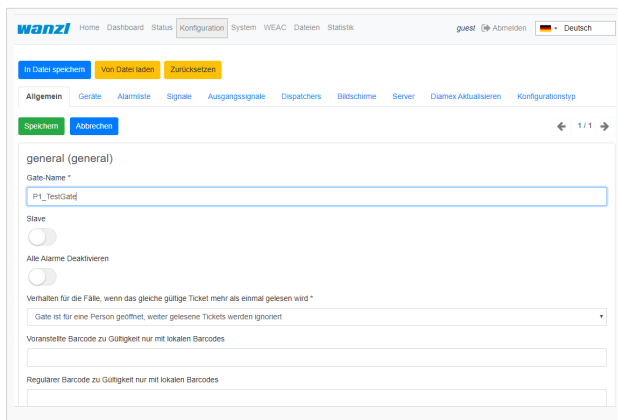 wanzl Home Dashboard Status Konfiguration System WEAC Dateien Statistik guest Abmelden Deutsch
In Datei speichern Von Datei laden Zurücksetzen
Allgemein Geräte Alarmliste Signale Ausgangssignale Dispatchers Bildschirme Server Diamex Aktualisieren Konfigurationstyp
Speichern Abbrechen 1 / 1
general (general)
Gate-Name *
P1_TestGate
Slave
Alle Alarme Deaktivieren
Verhalten für die Fälle, wenn das gleiche gültige Ticket mehr als einmal gelesen wird *
Gate ist für eine Person geöffnet, weiter gelesene Tickets werden ignoriert
Voranstellte Barcode zu Gültigkeit nur mit lokalen Barcodes
Regulärer Barcode zu Gültigkeit nur mit lokalen Barcodes